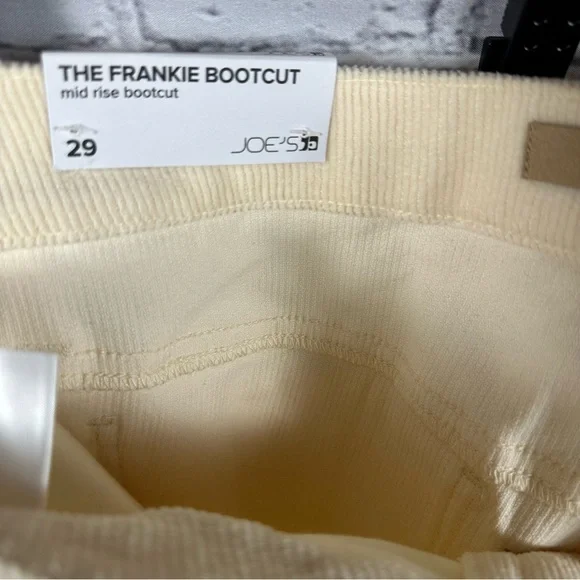 THE FRANKIE BOOTCUT
mid rise bootcut
29
JOE'S